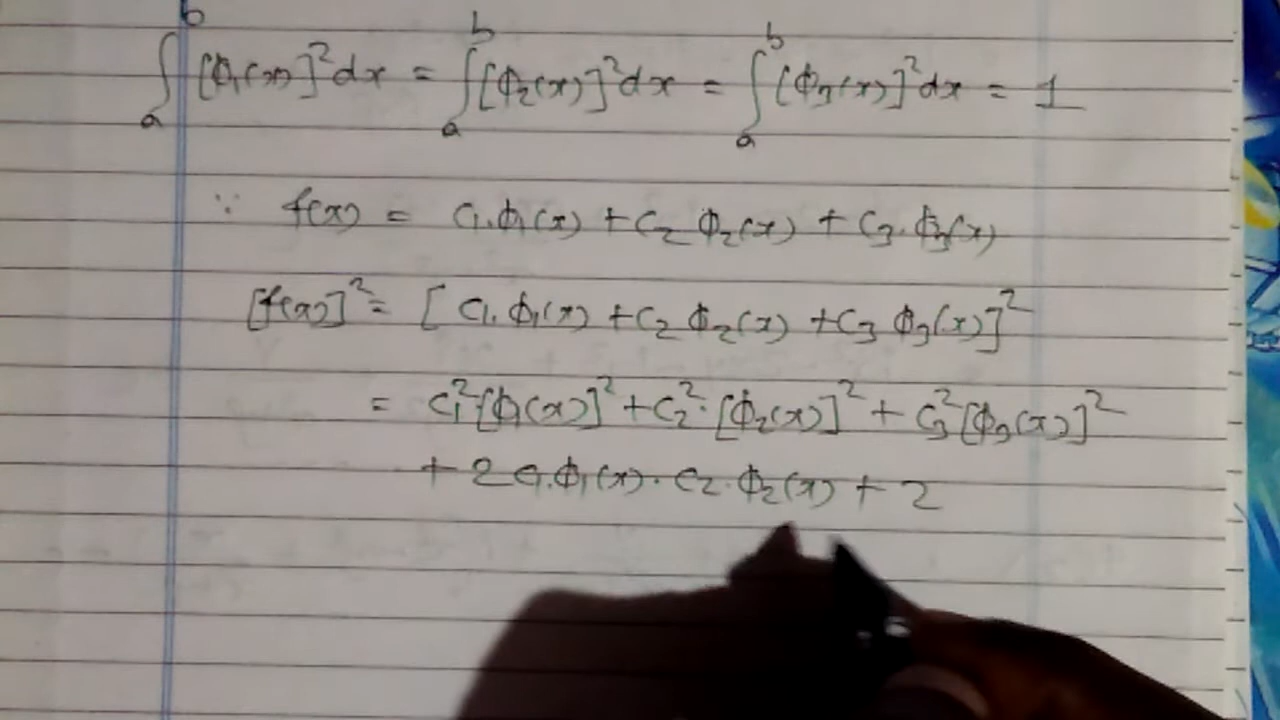 ∫ₐᵇ [ϕ₁(x)]² dx = ∫ₐᵇ [ϕ₂(x)]² dx = ∫ₐᵇ [ϕ₃(x)]² dx = 1
∵ f(x) = c₁.ϕ₁(x) + c₂ ϕ₂(x) + c₃.ϕ₃(x)
[f(x)]² = [c₁.ϕ₁(x) + c₂ ϕ₂(x) + c₃ ϕ₃(x)]²
= c₁²[ϕ₁(x)]² + c₂².[ϕ₂(x)]² + c₃²[ϕ₃(x)]²
+ 2c₁.ϕ₁(x).c₂.ϕ₂(x) + 2